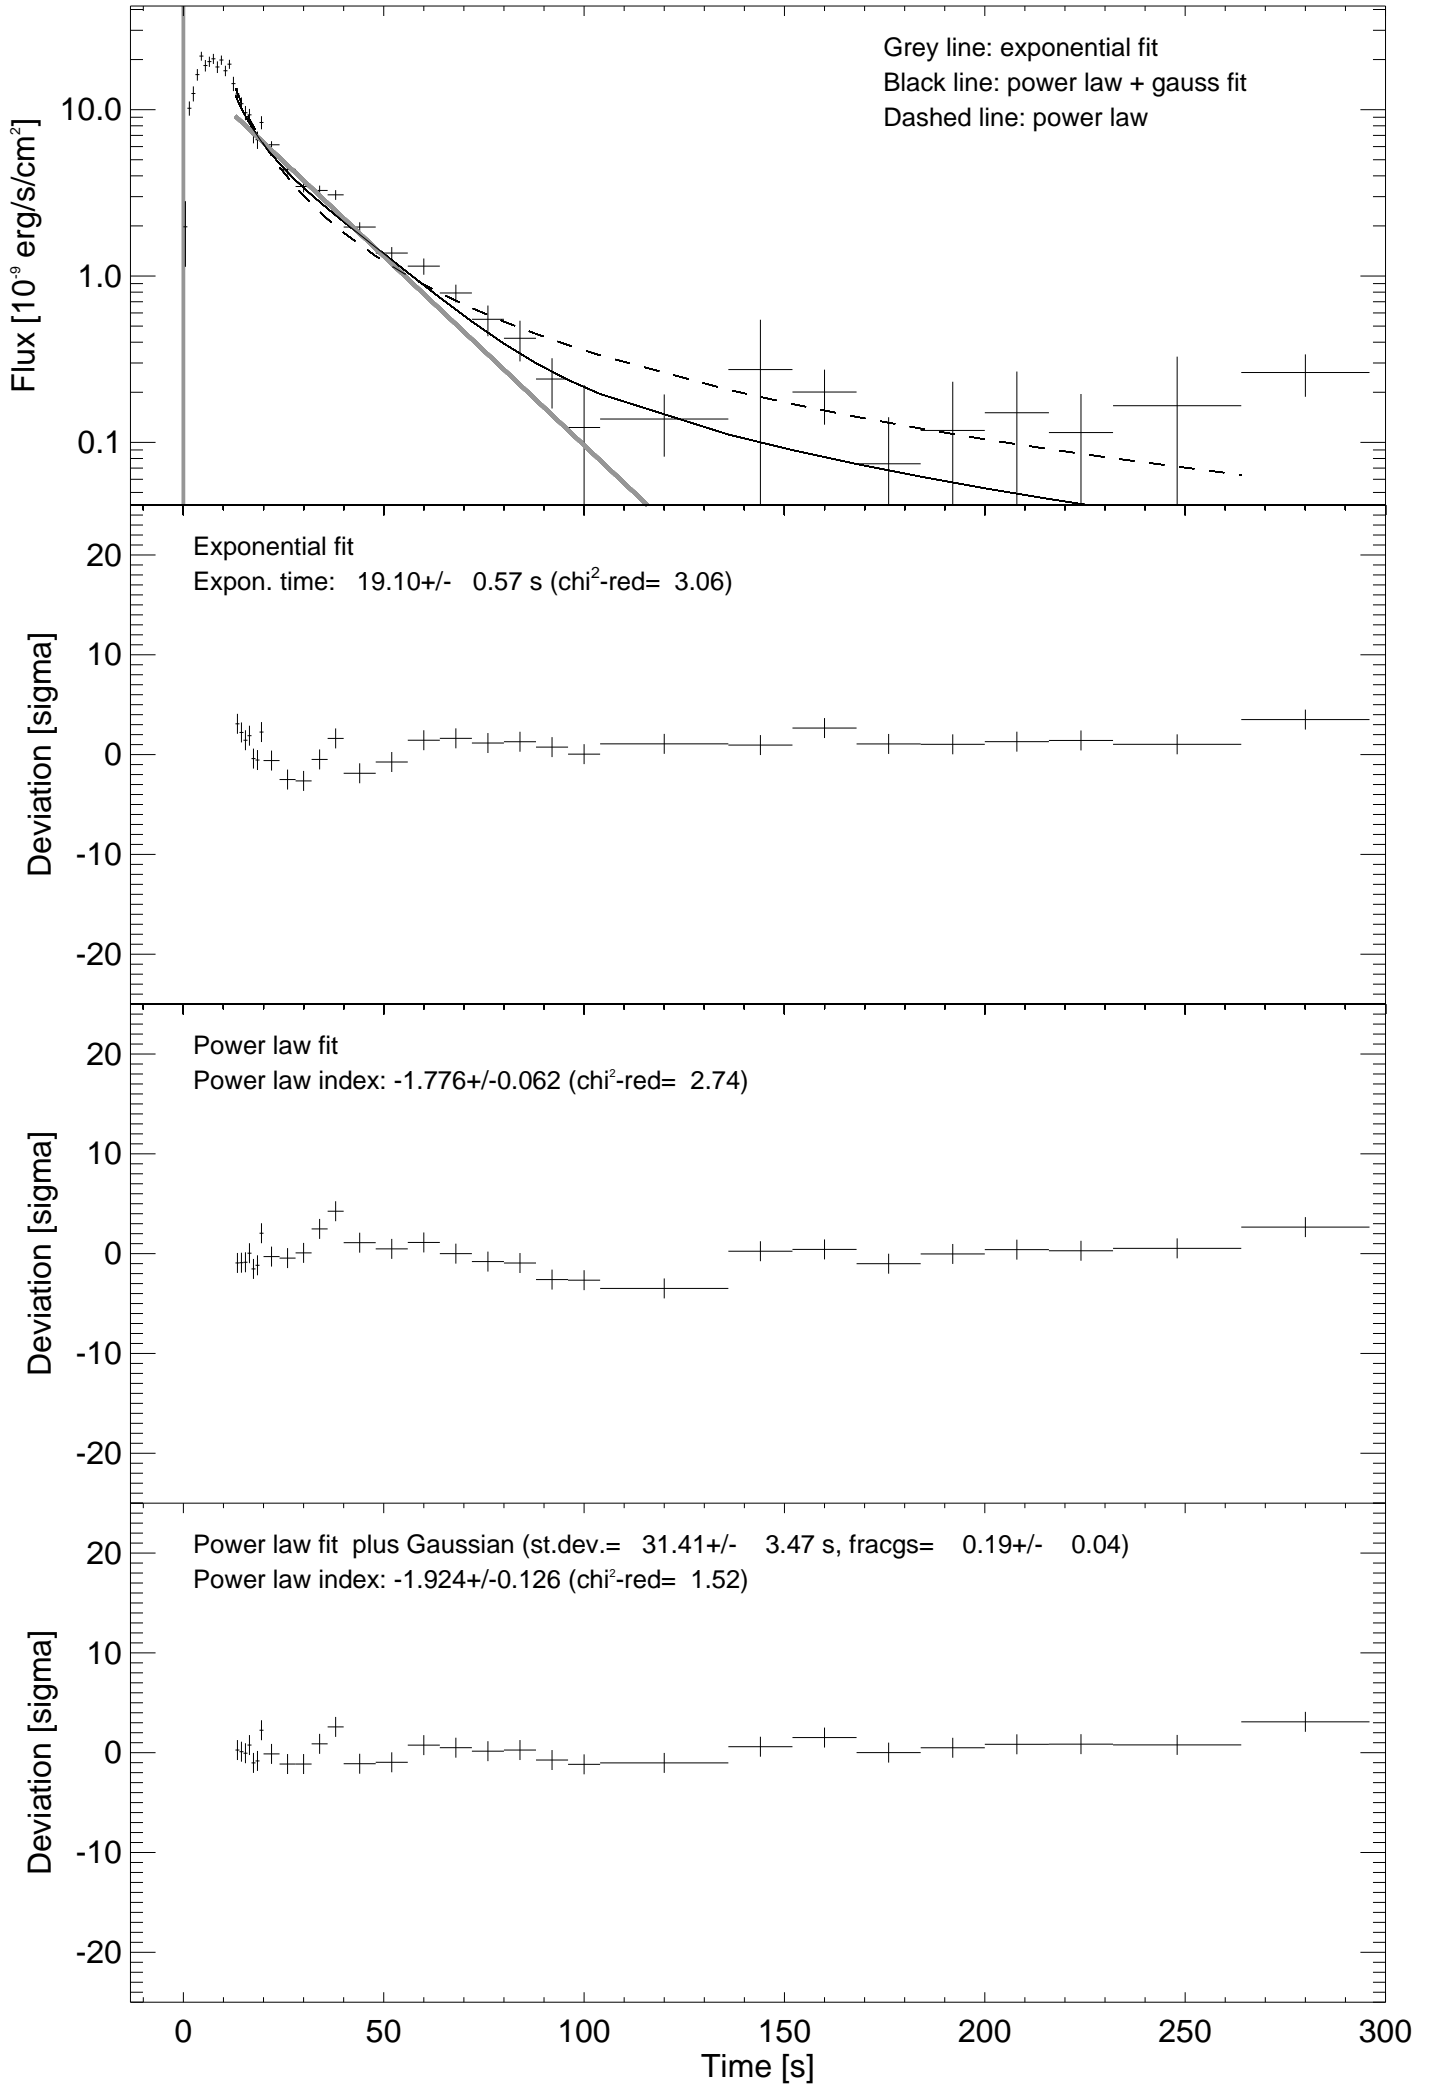 Grey line: exponential fit
Black line: power law + gauss fit
Dashed line: power law
Flux [10⁻⁹ erg/s/cm²]
10.0
1.0
0.1
Exponential fit
Expon. time: 19.10+/- 0.57 s (chi²-red= 3.06)
Deviation [sigma]
20
10
0
-10
-20
Power law fit
Power law index: -1.776+/-0.062 (chi²-red= 2.74)
Deviation [sigma]
20
10
0
-10
-20
Power law fit plus Gaussian (st.dev.= 31.41+/- 3.47 s, fracgs= 0.19+/- 0.04)
Power law index: -1.924+/-0.126 (chi²-red= 1.52)
Deviation [sigma]
20
10
0
-10
-20
0 50 100 150 200 250 300
Time [s]